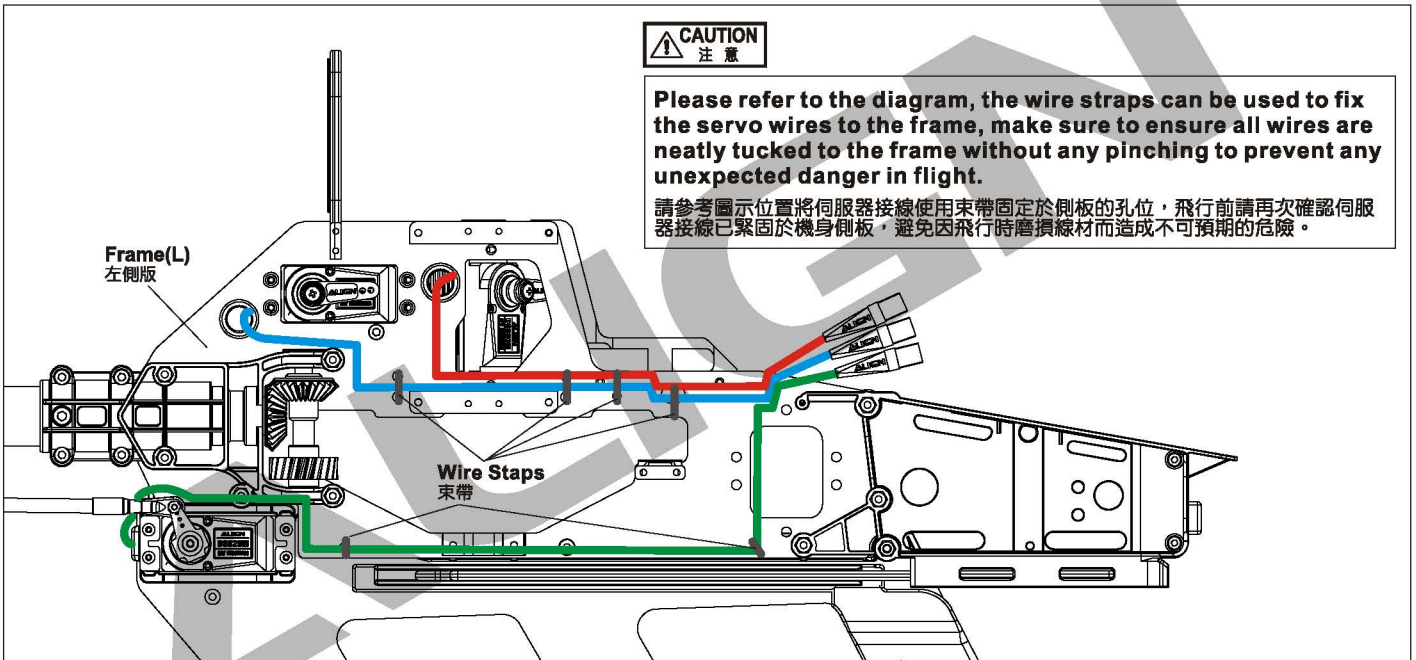 CAUTION
注 意
Please refer to the diagram, the wire straps can be used to fix
the servo wires to the frame, make sure to ensure all wires are
neatly tucked to the frame without any pinching to prevent any
unexpected danger in flight.
請參考圖示位置將伺服器接線使用束帶固定於側板的孔位，飛行前請再次確認伺服
器接線已緊固於機身側板，避免因飛行時磨損線材而造成不可預期的危險。
Frame(L)
左側版
ALIGN
ALIGN
ALIGN
ALIGN
Wire Staps
束帶
ALIGN
ALIGN